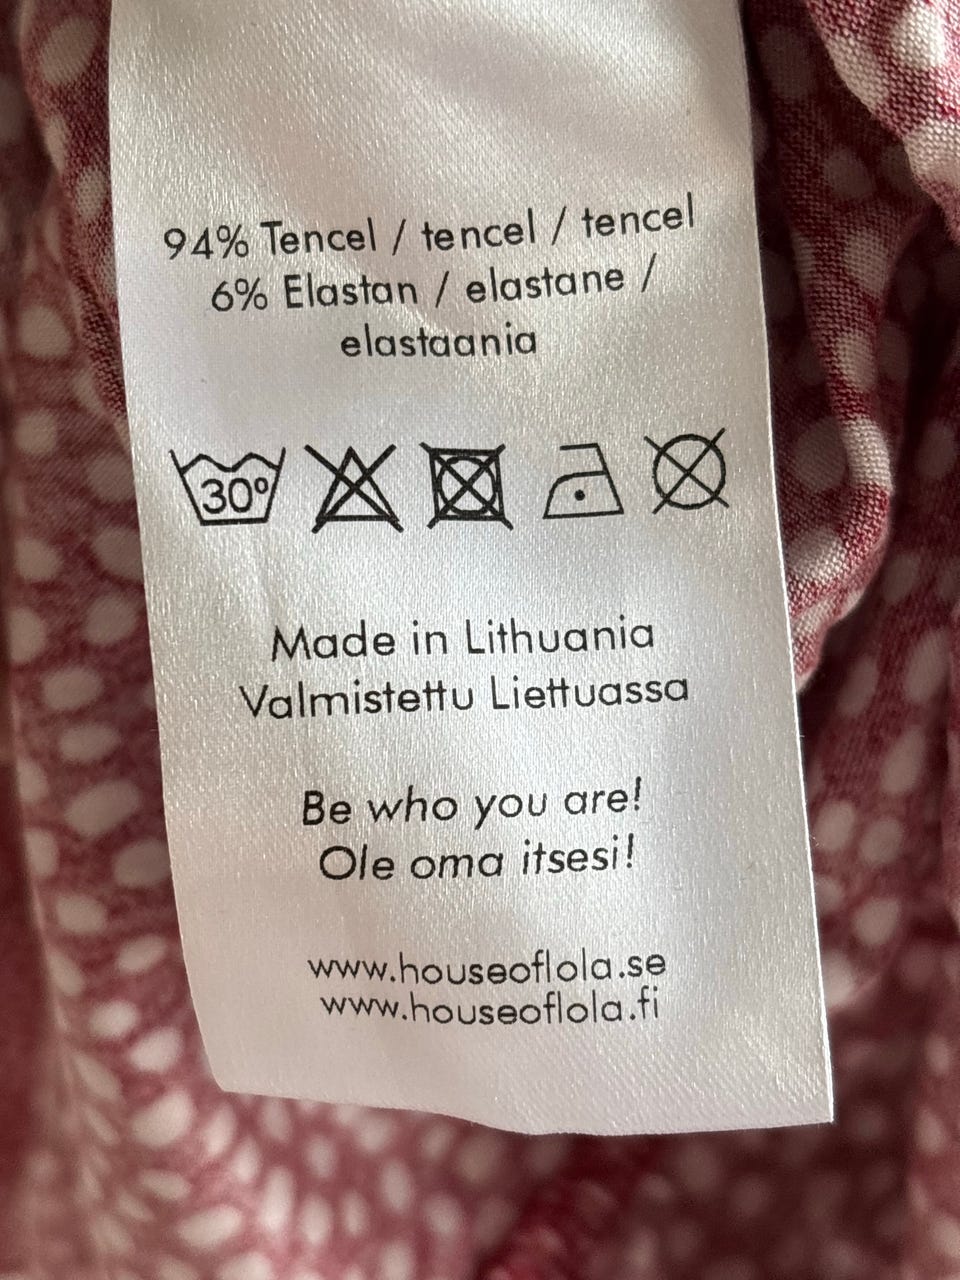 94% Tencel / tencel / tencel
6% Elastan / elastane /
elastaania
30º
Made in Lithuania
Valmistettu Liettuassa
Be who you are!
Ole oma itsesi!
www.houseoflola.se
www.houseoflola.fi